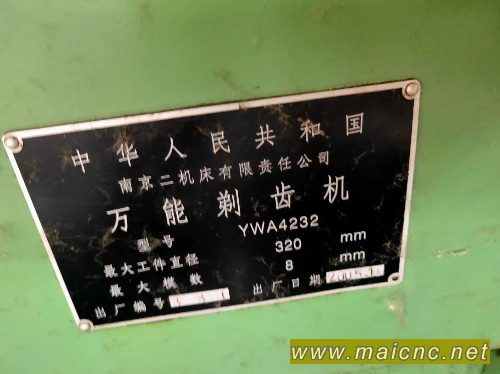 中华人民共和国
南京二机床有限责任公司
万能剃齿机
型号 YWA4232
最大工件直径 320 mm
最大模数 8 mm
出厂编号 出厂日期
www.maicnc.net